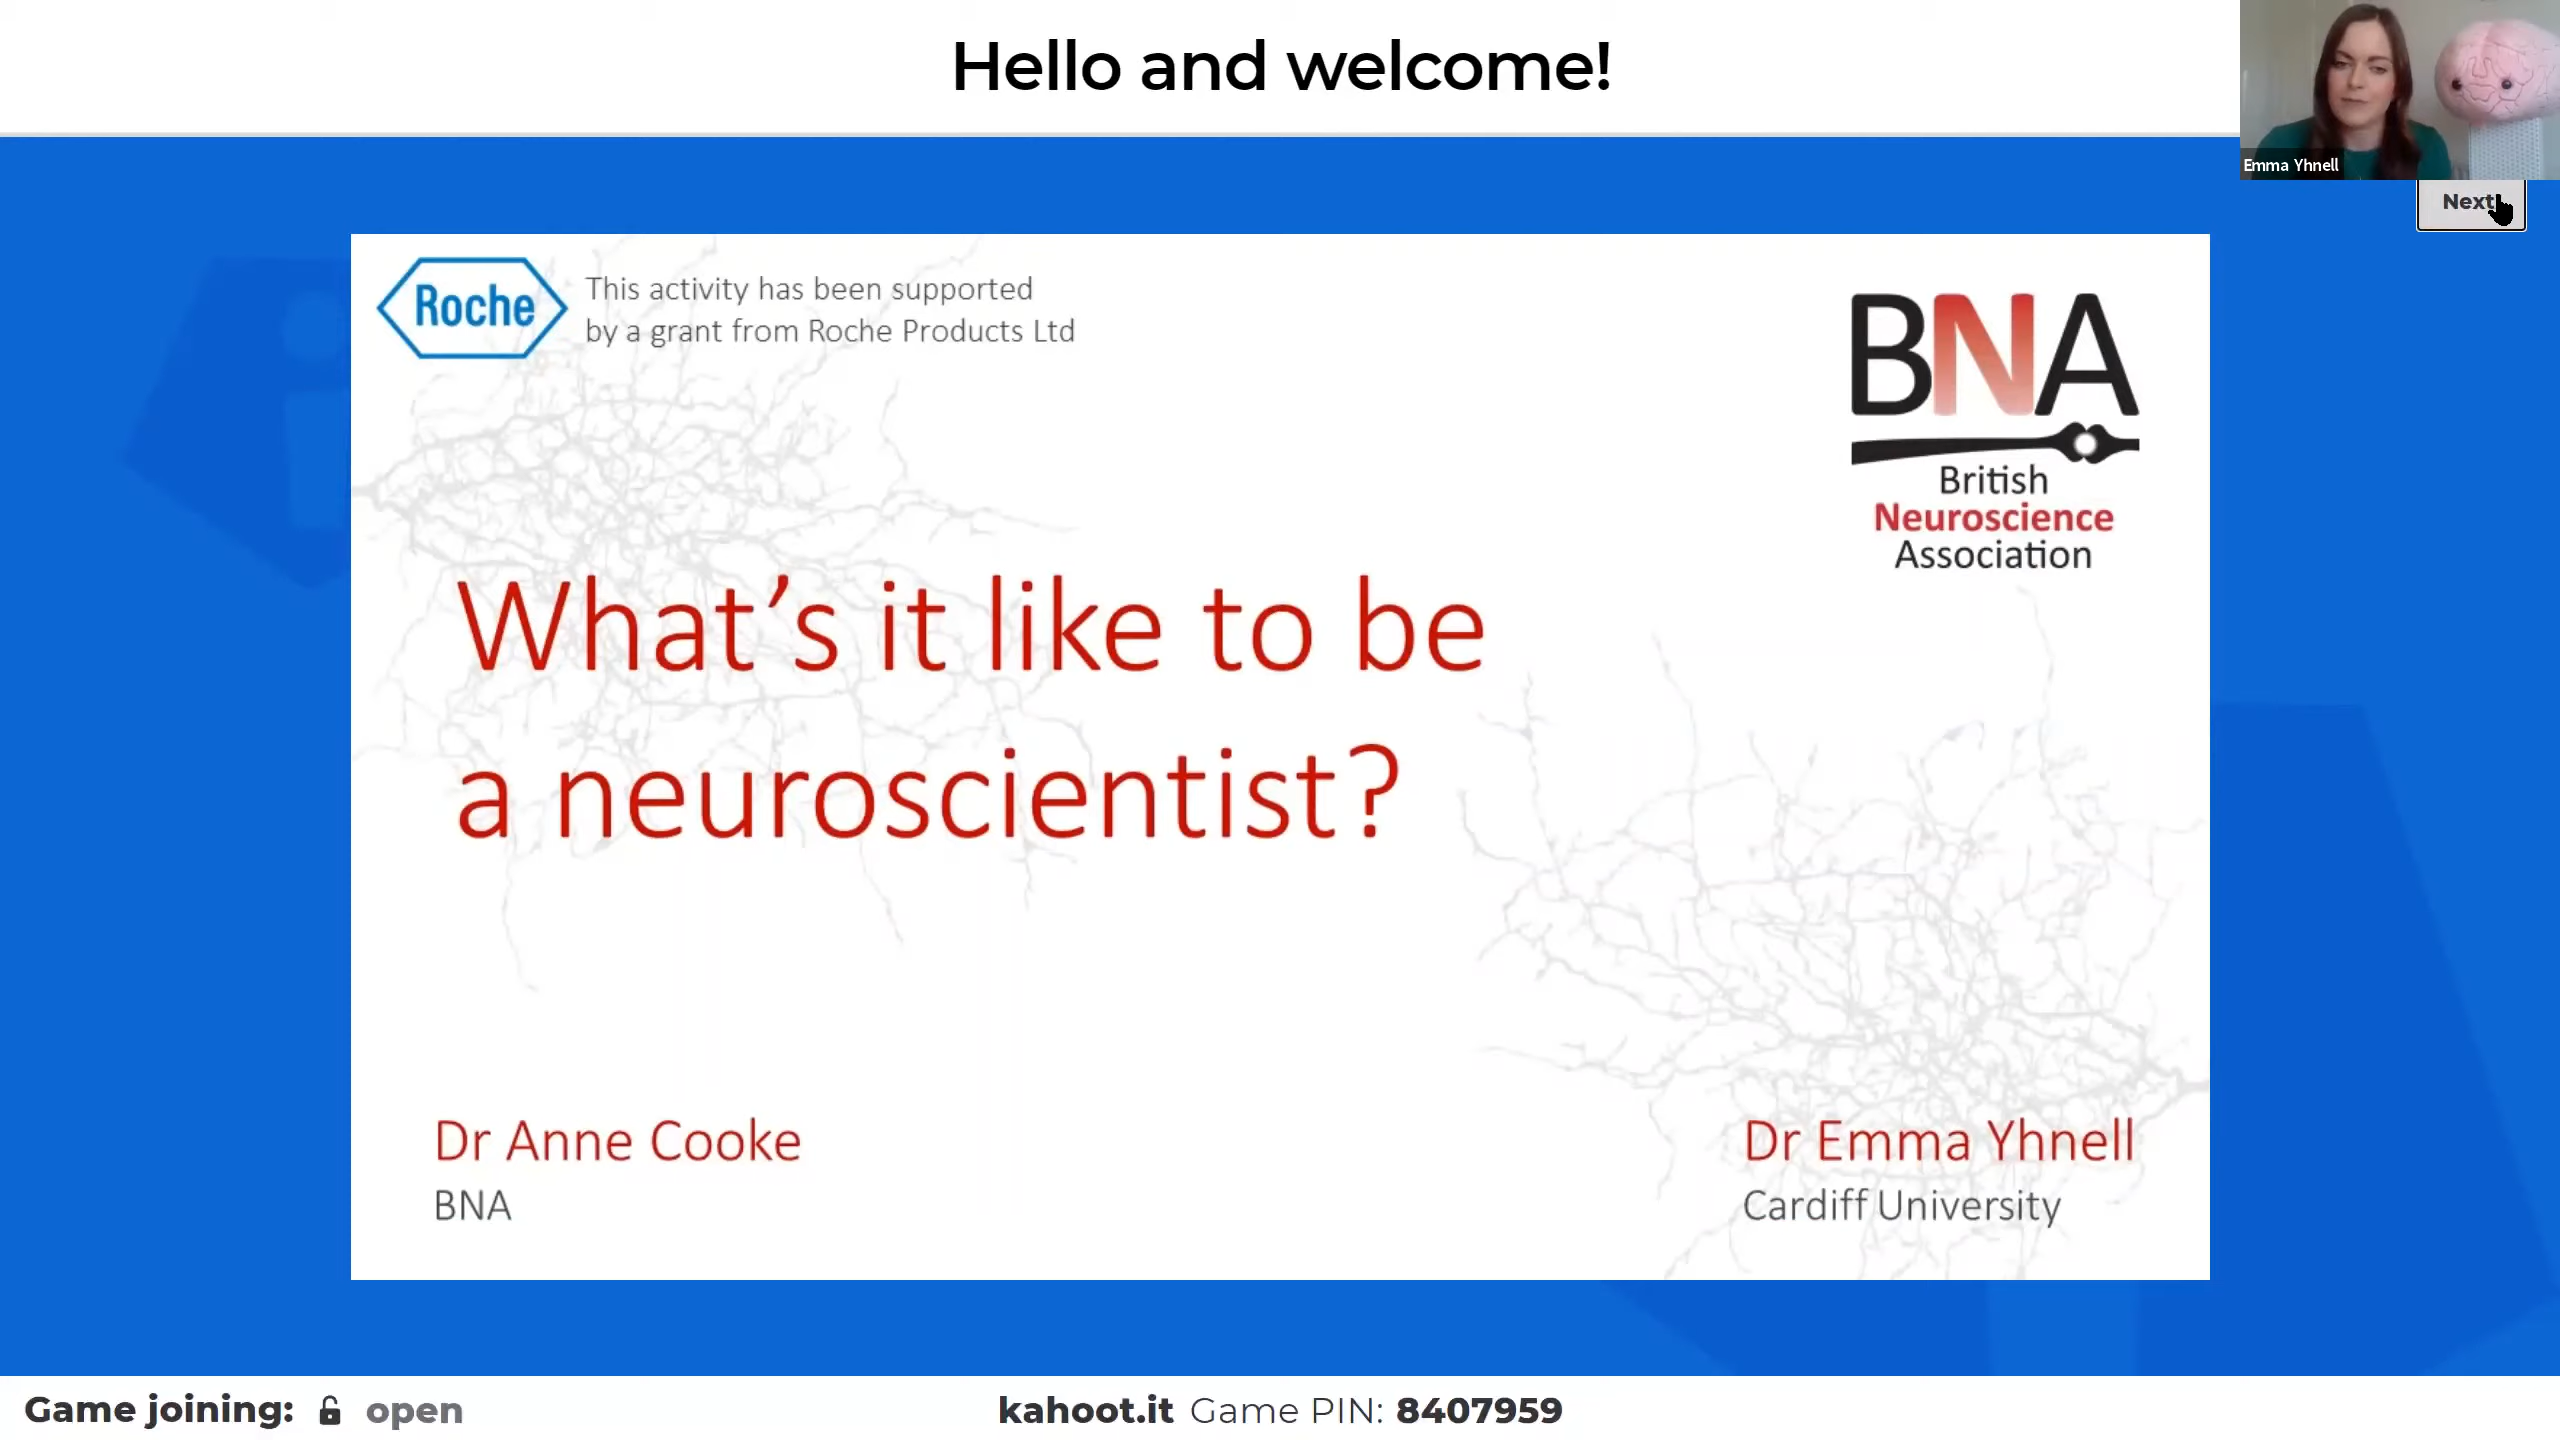 Hello and welcome!
Emma Yhnell
Next
Roche
This activity has been supported
by a grant from Roche Products Ltd
BNA
British
Neuroscience
Association
What's it like to be
a neuroscientist?
Dr Anne Cooke
BNA
Dr Emma Yhnell
Cardiff University
Game joining: open
kahoot.it Game PIN: 8407959